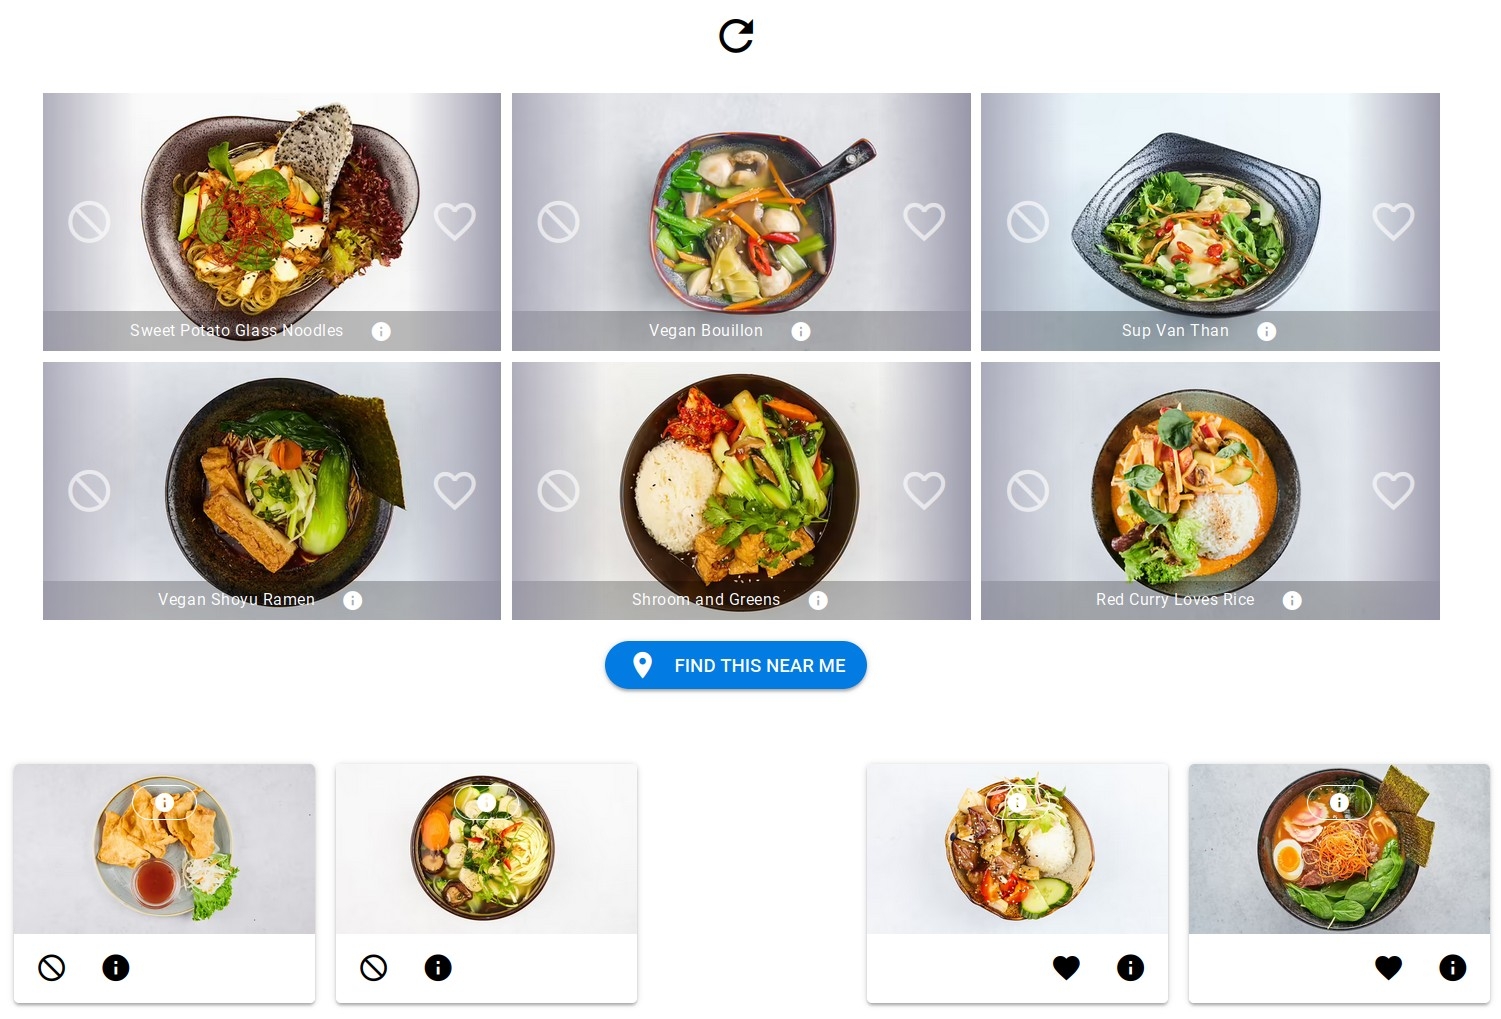 Sweet Potato Glass Noodles
Vegan Bouillon
Sup Van Than
Vegan Shoyu Ramen
Shroom and Greens
Red Curry Loves Rice
FIND THIS NEAR ME